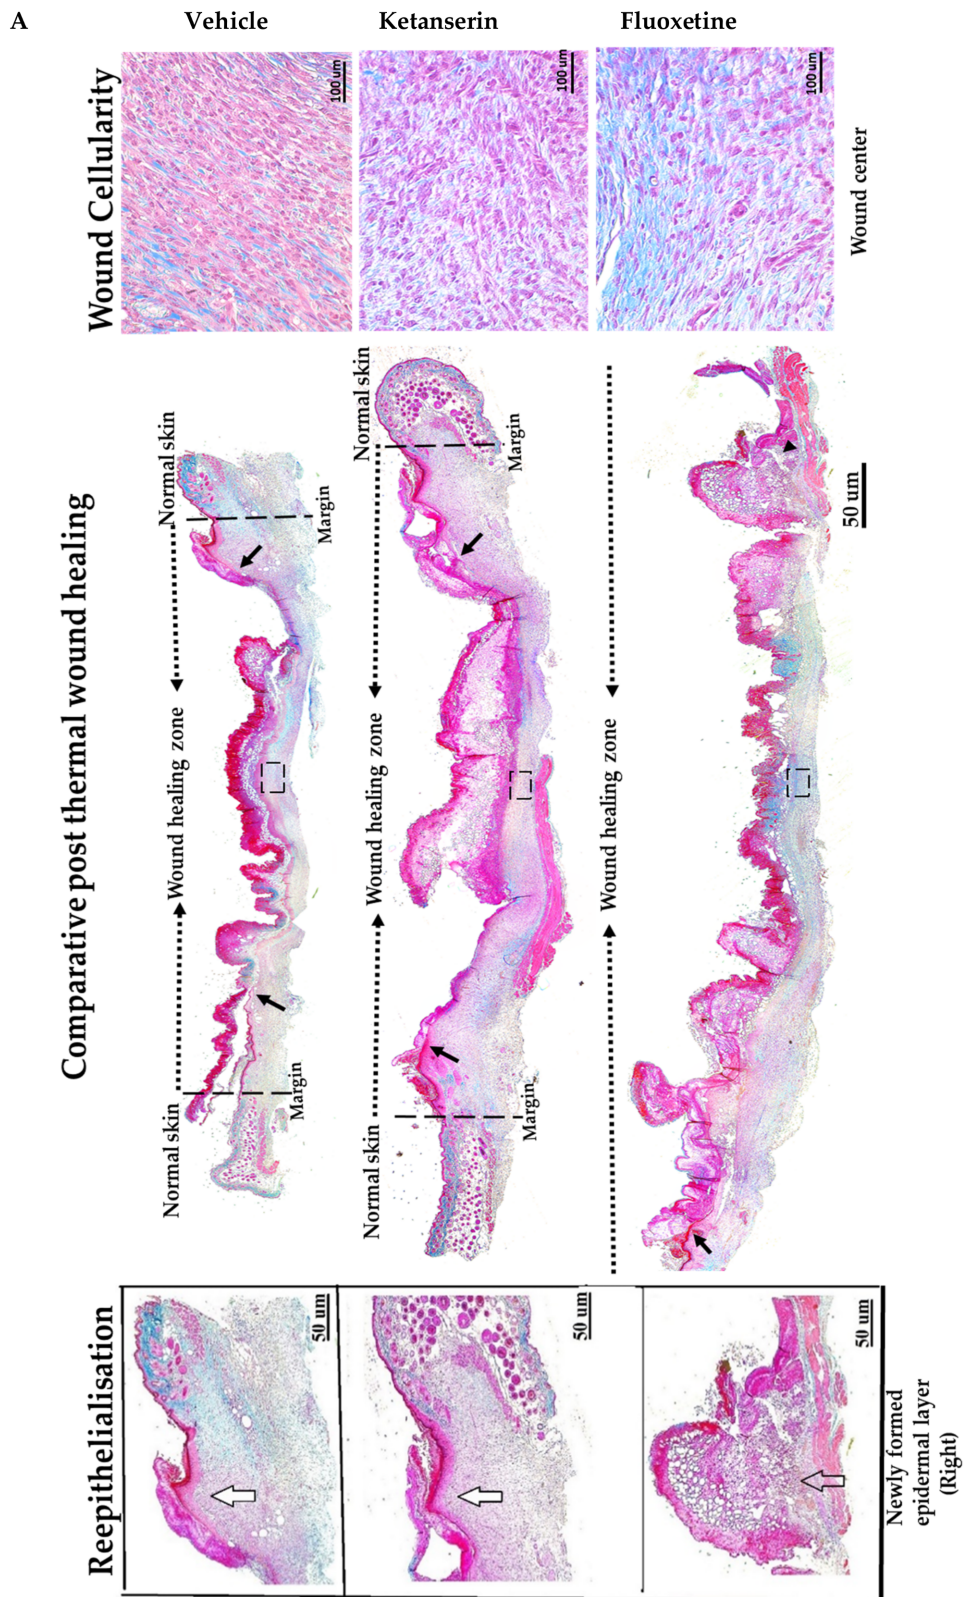 A
Vehicle
Ketanserin
Fluoxetine
Wound Cellularity
100 um
100 um
100 um
Wound center
Comparative post thermal wound healing
Normal skin
Wound healing zone
Normal skin
Margin
Margin
Normal skin
Wound healing zone
Normal skin
Margin
Margin
Wound healing zone
50 um
Reepithelialisation
50 um
50 um
50 um
Newly formed
epidermal layer
(Right)